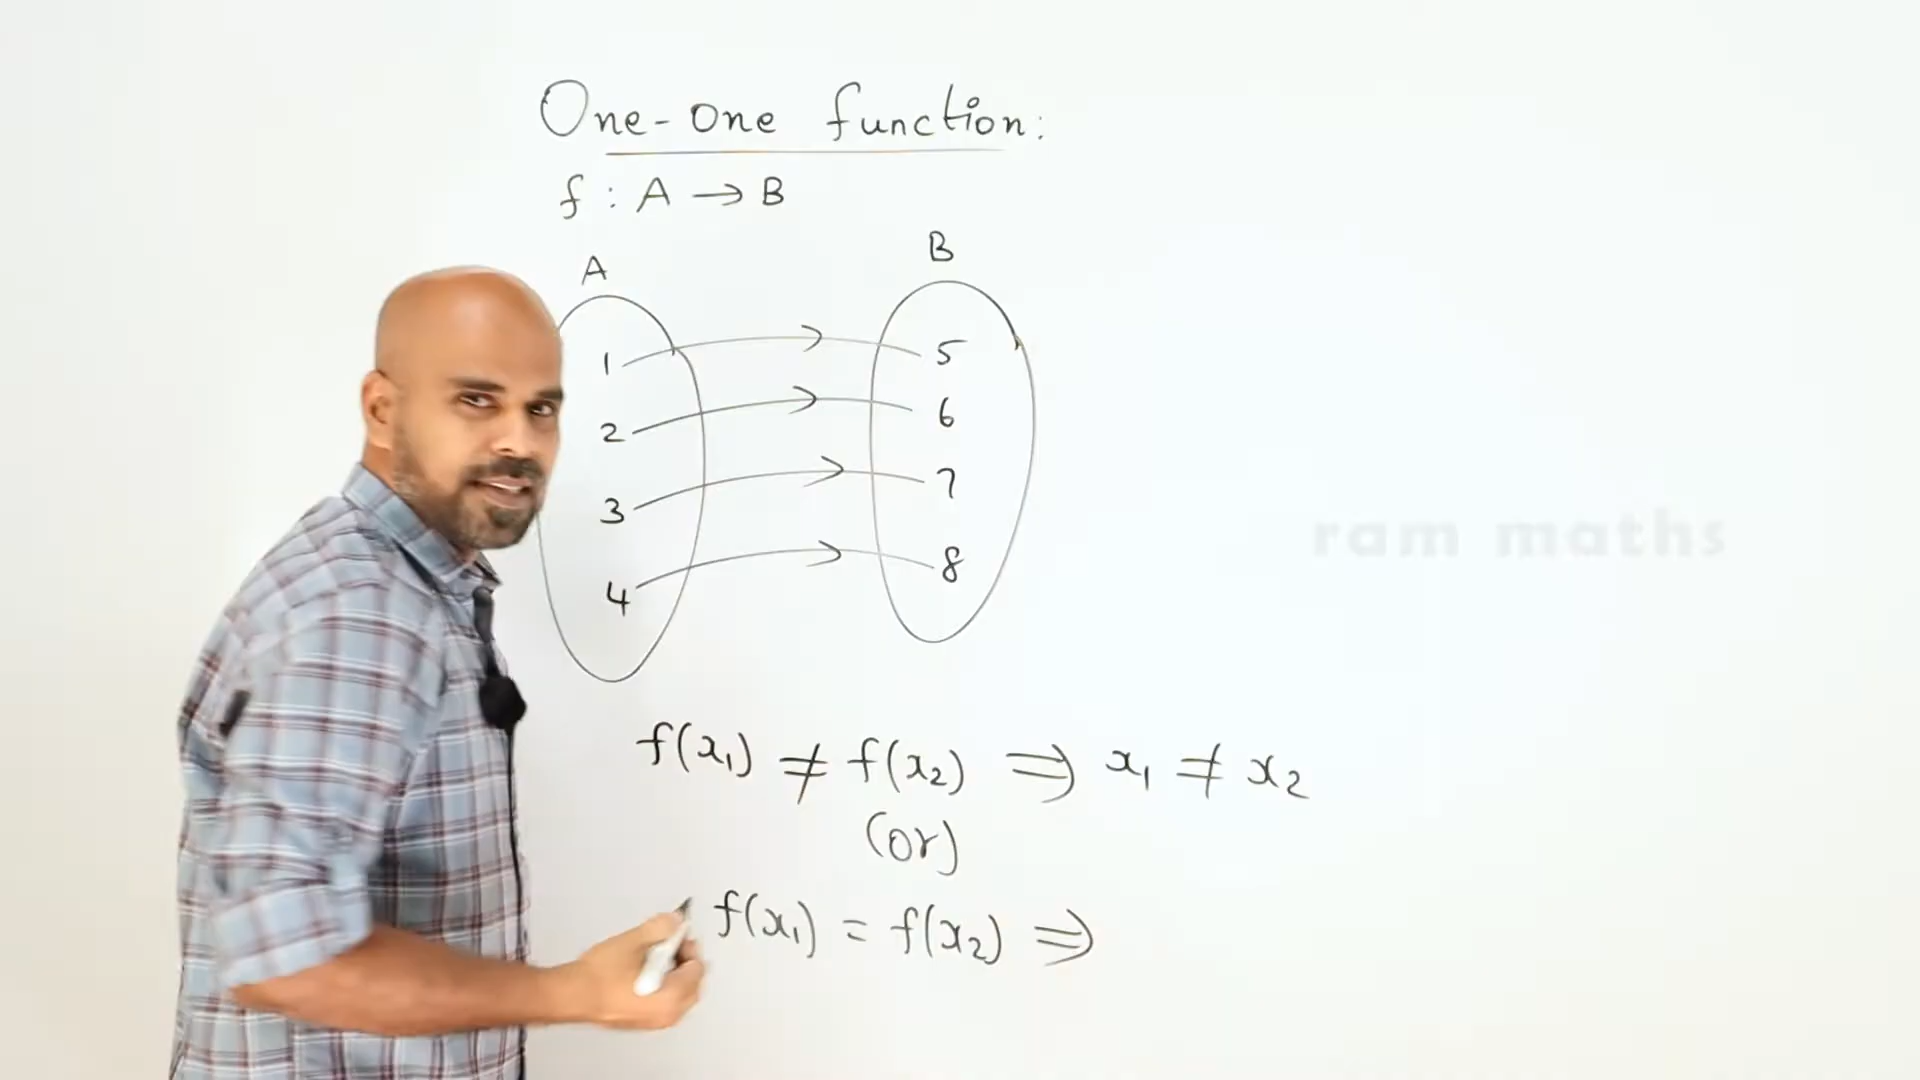 One-one function:
f : A → B
A
B
1
5
2
6
3
7
4
8
f(x₁) ≠ f(x₂) ⇒ x₁ ≠ x₂
(or)
f(x₁) = f(x₂) ⇒
ram maths